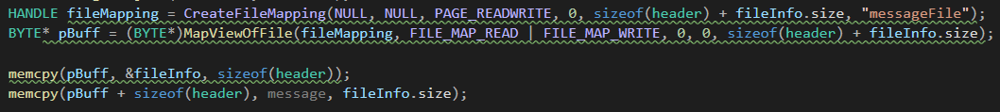 HANDLE fileMapping = CreateFileMapping(NULL, NULL, PAGE_READWRITE, 0, sizeof(header) + fileInfo.size, "messageFile");
BYTE* pBuff = (BYTE*)MapViewOfFile(fileMapping, FILE_MAP_READ | FILE_MAP_WRITE, 0, 0, sizeof(header) + fileInfo.size);
memcpy(pBuff, &fileInfo, sizeof(header));
memcpy(pBuff + sizeof(header), message, fileInfo.size);